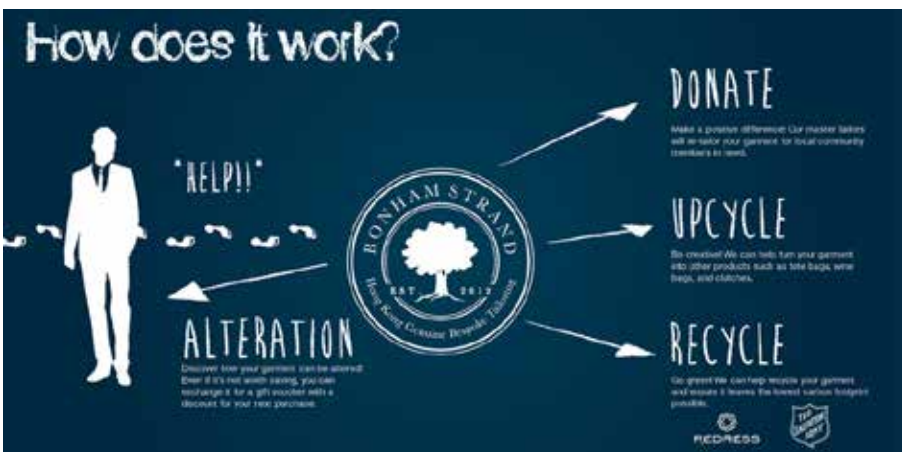 How does it work?
"HELP!!"
BONHAM STRAND
EST 2012
Hong Kong Genuine Bespoke Tailoring
ALTERATION
Discover how your garment can be altered!
Even if it's not worth saving, you can
exchange it for a gift voucher with a
discount for your next purchase.
DONATE
Make a positive difference! Our master tailors
will re-tailor your garment for local community
members in need.
UPCYCLE
Be creative! We can help turn your garment
into other products such as tote bags, wine
bags, and clutches.
RECYCLE
Go green! We can help recycle your garment
and ensure it leaves the lowest carbon footprint
possible.
REDRESS
THE
SALVATION
ARMY